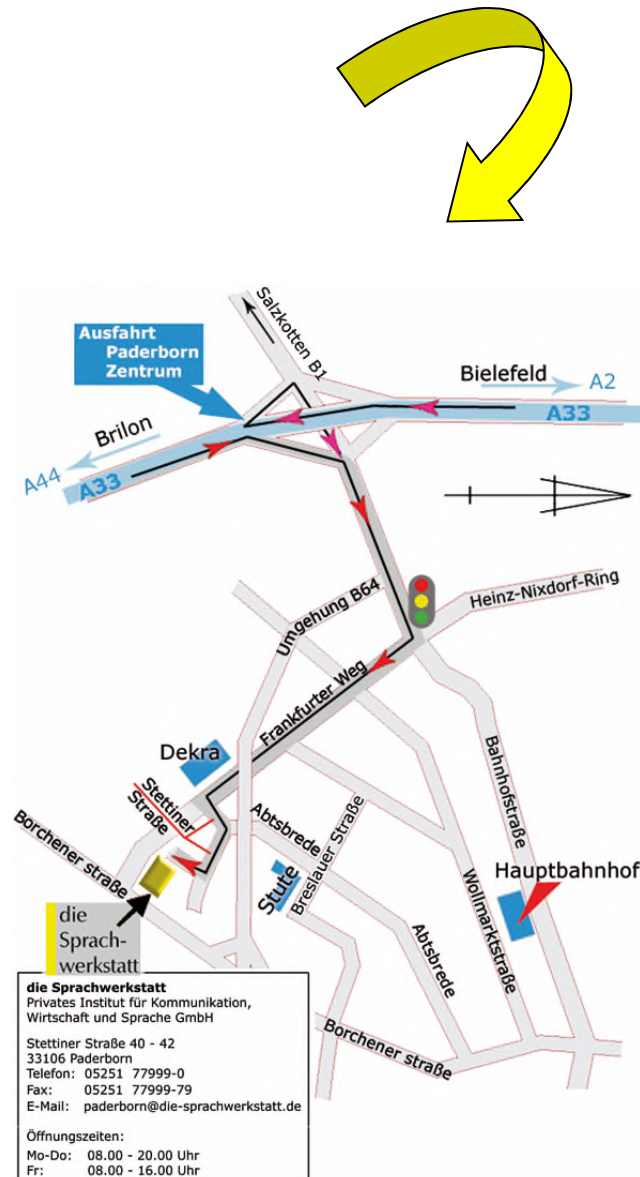 Salzkotten B1
Ausfahrt
Paderborn
Zentrum
Bielefeld
A2
A33
Brilon
A44
A33
Umgehung B64
Heinz-Nixdorf-Ring
Frankfurter Weg
Dekra
Stettiner
Straße
Abtsbrede
Breslauer Straße
Bahnhofstraße
Borchener straße
Stute
Hauptbahnhof
Wollmarktstraße
Abtsbrede
die
Sprach-
werkstatt
Borchener straße
die Sprachwerkstatt
Privates Institut für Kommunikation,
Wirtschaft und Sprache GmbH
Stettiner Straße 40 - 42
33106 Paderborn
Telefon: 05251 77999-0
Fax: 05251 77999-79
E-Mail: paderborn@die-sprachwerkstatt.de
Öffnungszeiten:
Mo-Do: 08.00 - 20.00 Uhr
Fr: 08.00 - 16.00 Uhr